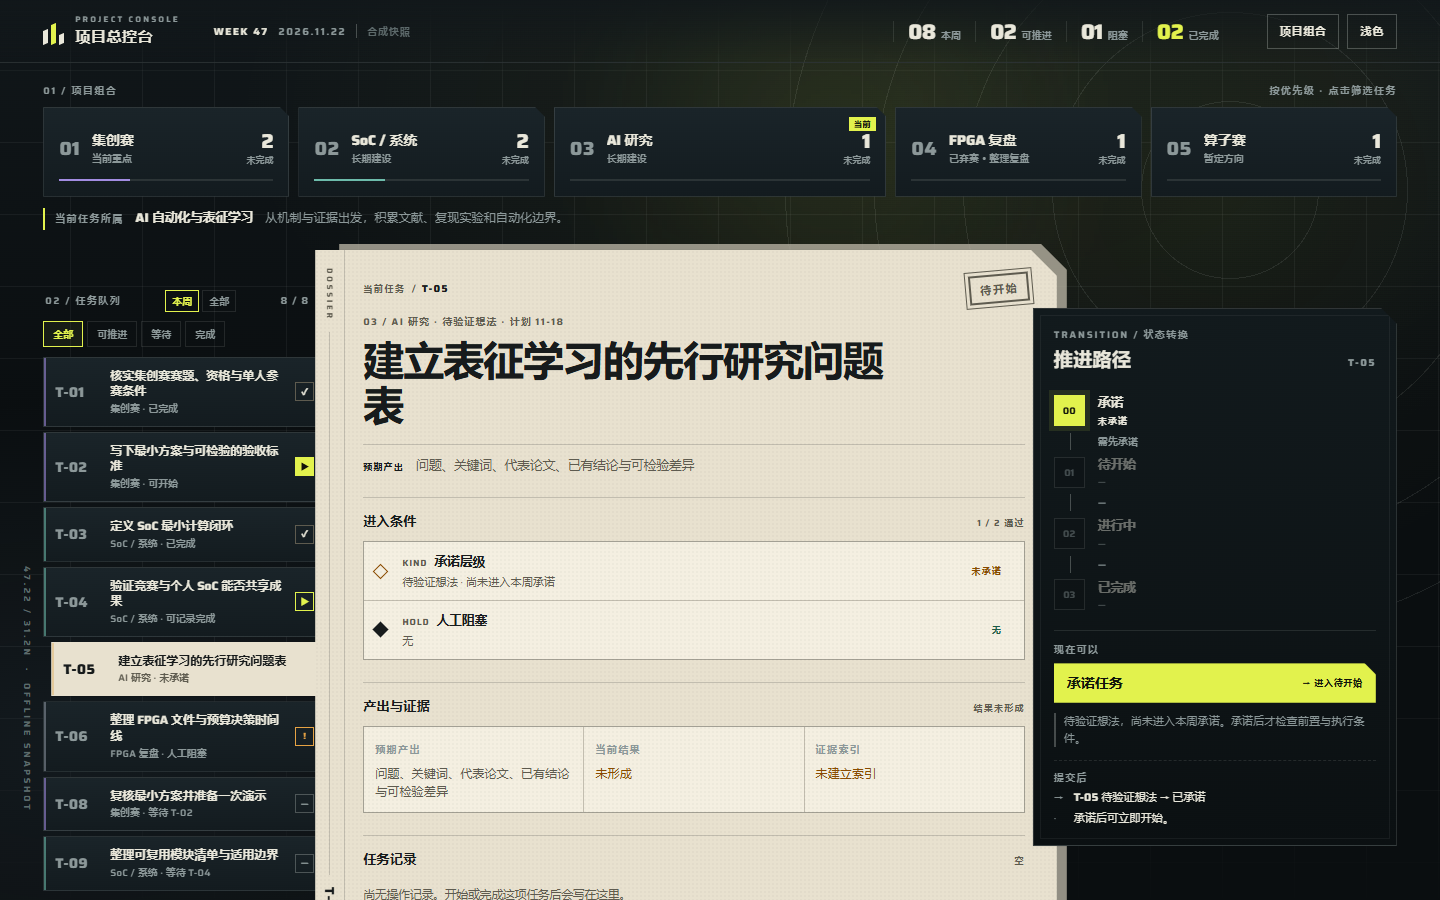 PROJECT CONSOLE
项目总控台
WEEK 47 2026.11.22 合成快照
08 本周
02 可推进
01 阻塞
02 已完成
项目组合
浅色
01 / 项目组合
按优先级 · 点击筛选任务
01 集创赛 2
当前重点 未完成
02 SoC / 系统 2
长期建设 未完成
当前
03 AI 研究 1
长期建设 未完成
04 FPGA 复盘 1
已弃赛 • 整理复盘 未完成
05 算子赛 1
暂定方向 未完成
当前任务所属 AI 自动化与表征学习 从机制与证据出发，积累文献、复现实验和自动化边界。
02 / 任务队列
本周
全部
8 / 8
全部
可推进
等待
完成
T-01
核实集创赛赛题、资格与单人参
赛条件
集创赛 · 已完成
T-02
写下最小方案与可检验的验收标
准
集创赛 · 可开始
T-03
定义 SoC 最小计算闭环
SoC / 系统 · 已完成
T-04
验证竞赛与个人 SoC 能否共享成
果
SoC / 系统 · 可记录完成
T-05
建立表征学习的先行研究问题表
AI 研究 · 未承诺
T-06
整理 FPGA 文件与预算决策时间
线
FPGA 复盘 · 人工阻塞
!
T-08
复核最小方案并准备一次演示
集创赛 · 等待 T-02
T-09
整理可复用模块清单与适用边界
SoC / 系统 · 等待 T-04
47.22 / 31.2N · OFFLINE SNAPSHOT
DOSSIER
T-
当前任务 / T-05
待开始
03 / AI 研究 · 待验证想法 · 计划 11-18
建立表征学习的先行研究问题
表
预期产出 问题、关键词、代表论文、已有结论与可检验差异
进入条件
1 / 2 通过
KIND 承诺层级
待验证想法 · 尚未进入本周承诺
未承诺
HOLD 人工阻塞
无
无
产出与证据
结果未形成
预期产出
问题、关键词、代表论文、已有结论
与可检验差异
当前结果
未形成
证据索引
未建立索引
任务记录
空
尚无操作记录。开始或完成这项任务后会写在这里。
TRANSITION / 状态转换
推进路径
T-05
00
承诺
未承诺
需先承诺
01
待开始
–
–
02
进行中
–
–
03
已完成
–
现在可以
承诺任务
→ 进入待开始
待验证想法，尚未进入本周承诺。承诺后才检查前置与执行条
件。
提交后
→ T-05 待验证想法 → 已承诺
· 承诺后可立即开始。